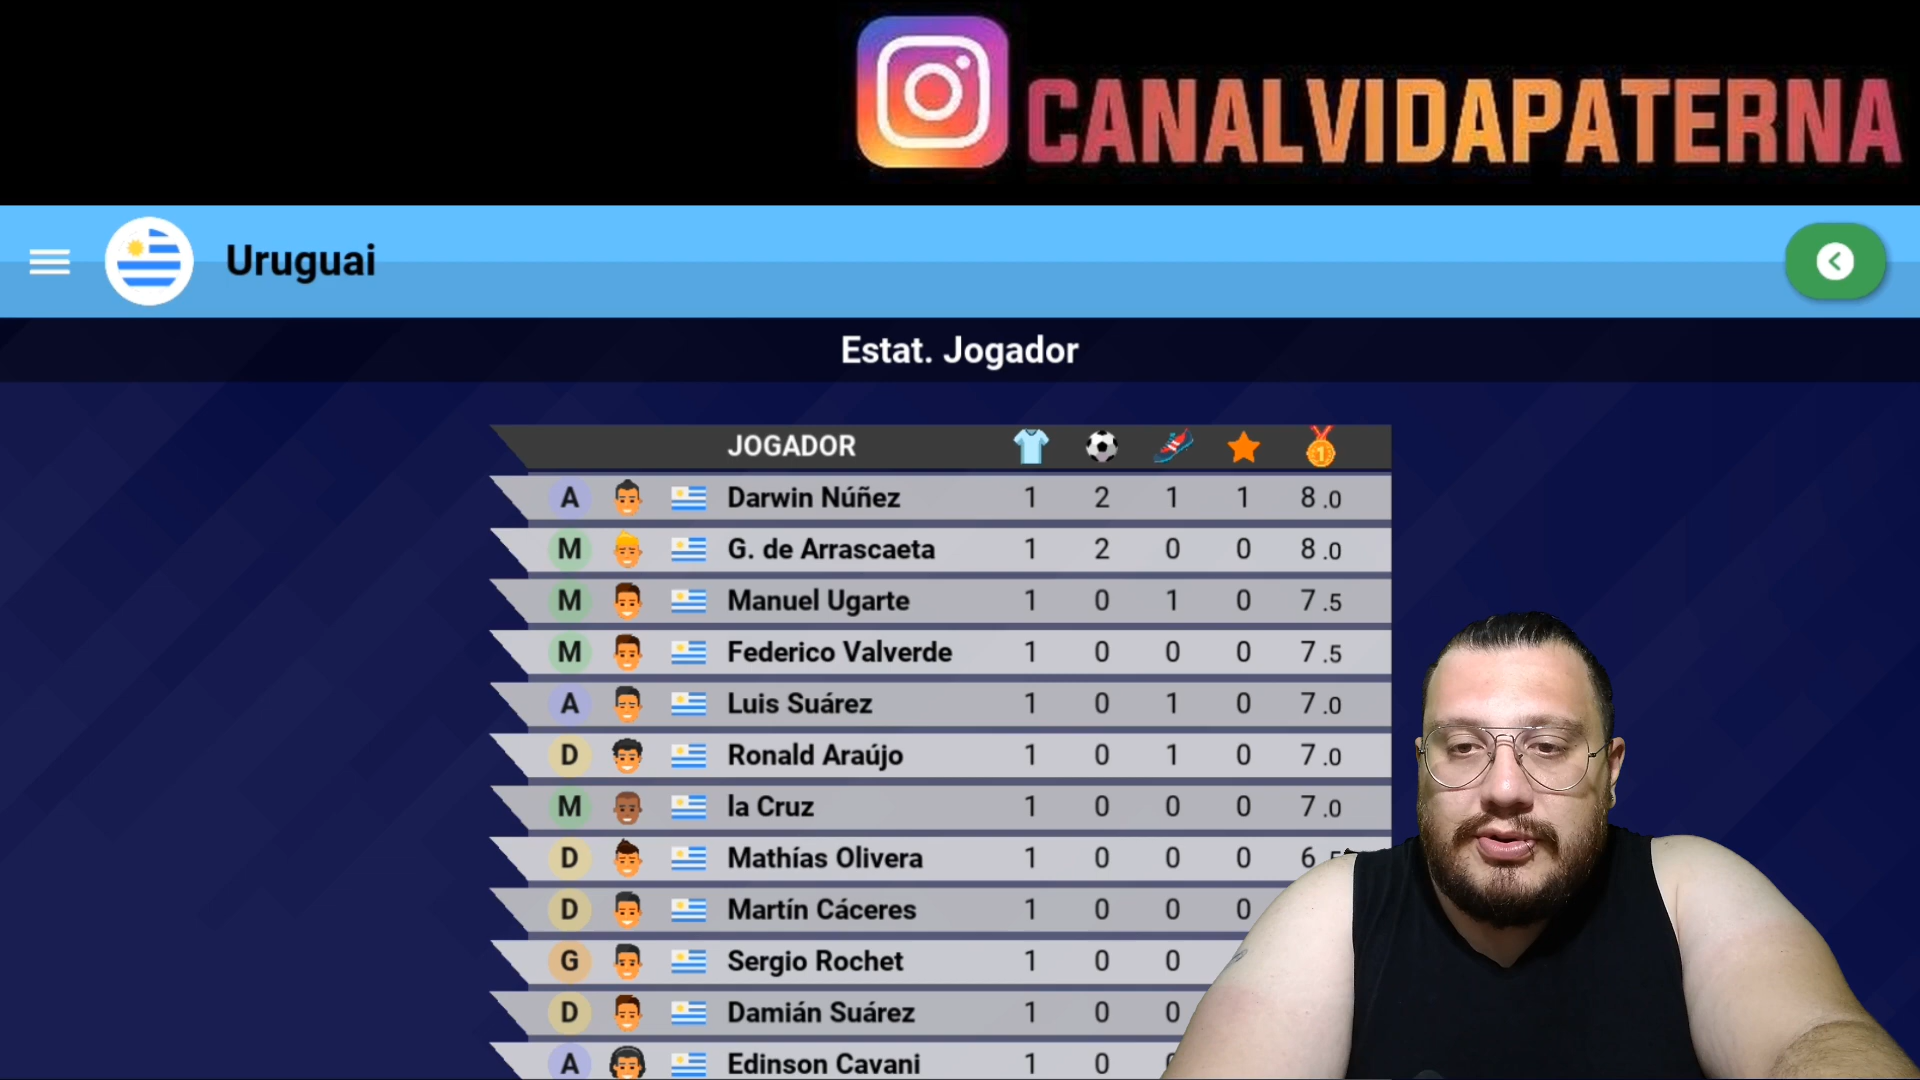 CANALVIDAPATERNA
Uruguai
Estat. Jogador
JOGADOR
A Darwin Núñez 1 2 1 1 8.0
M G. de Arrascaeta 1 2 0 0 8.0
M Manuel Ugarte 1 0 1 0 7.5
M Federico Valverde 1 0 0 0 7.5
A Luis Suárez 1 0 1 0 7.0
D Ronald Araújo 1 0 1 0 7.0
M la Cruz 1 0 0 0 7.0
D Mathías Olivera 1 0 0 0 6
D Martín Cáceres 1 0 0 0
G Sergio Rochet 1 0 0
D Damián Suárez 1 0 0
A Edinson Cavani 1 0